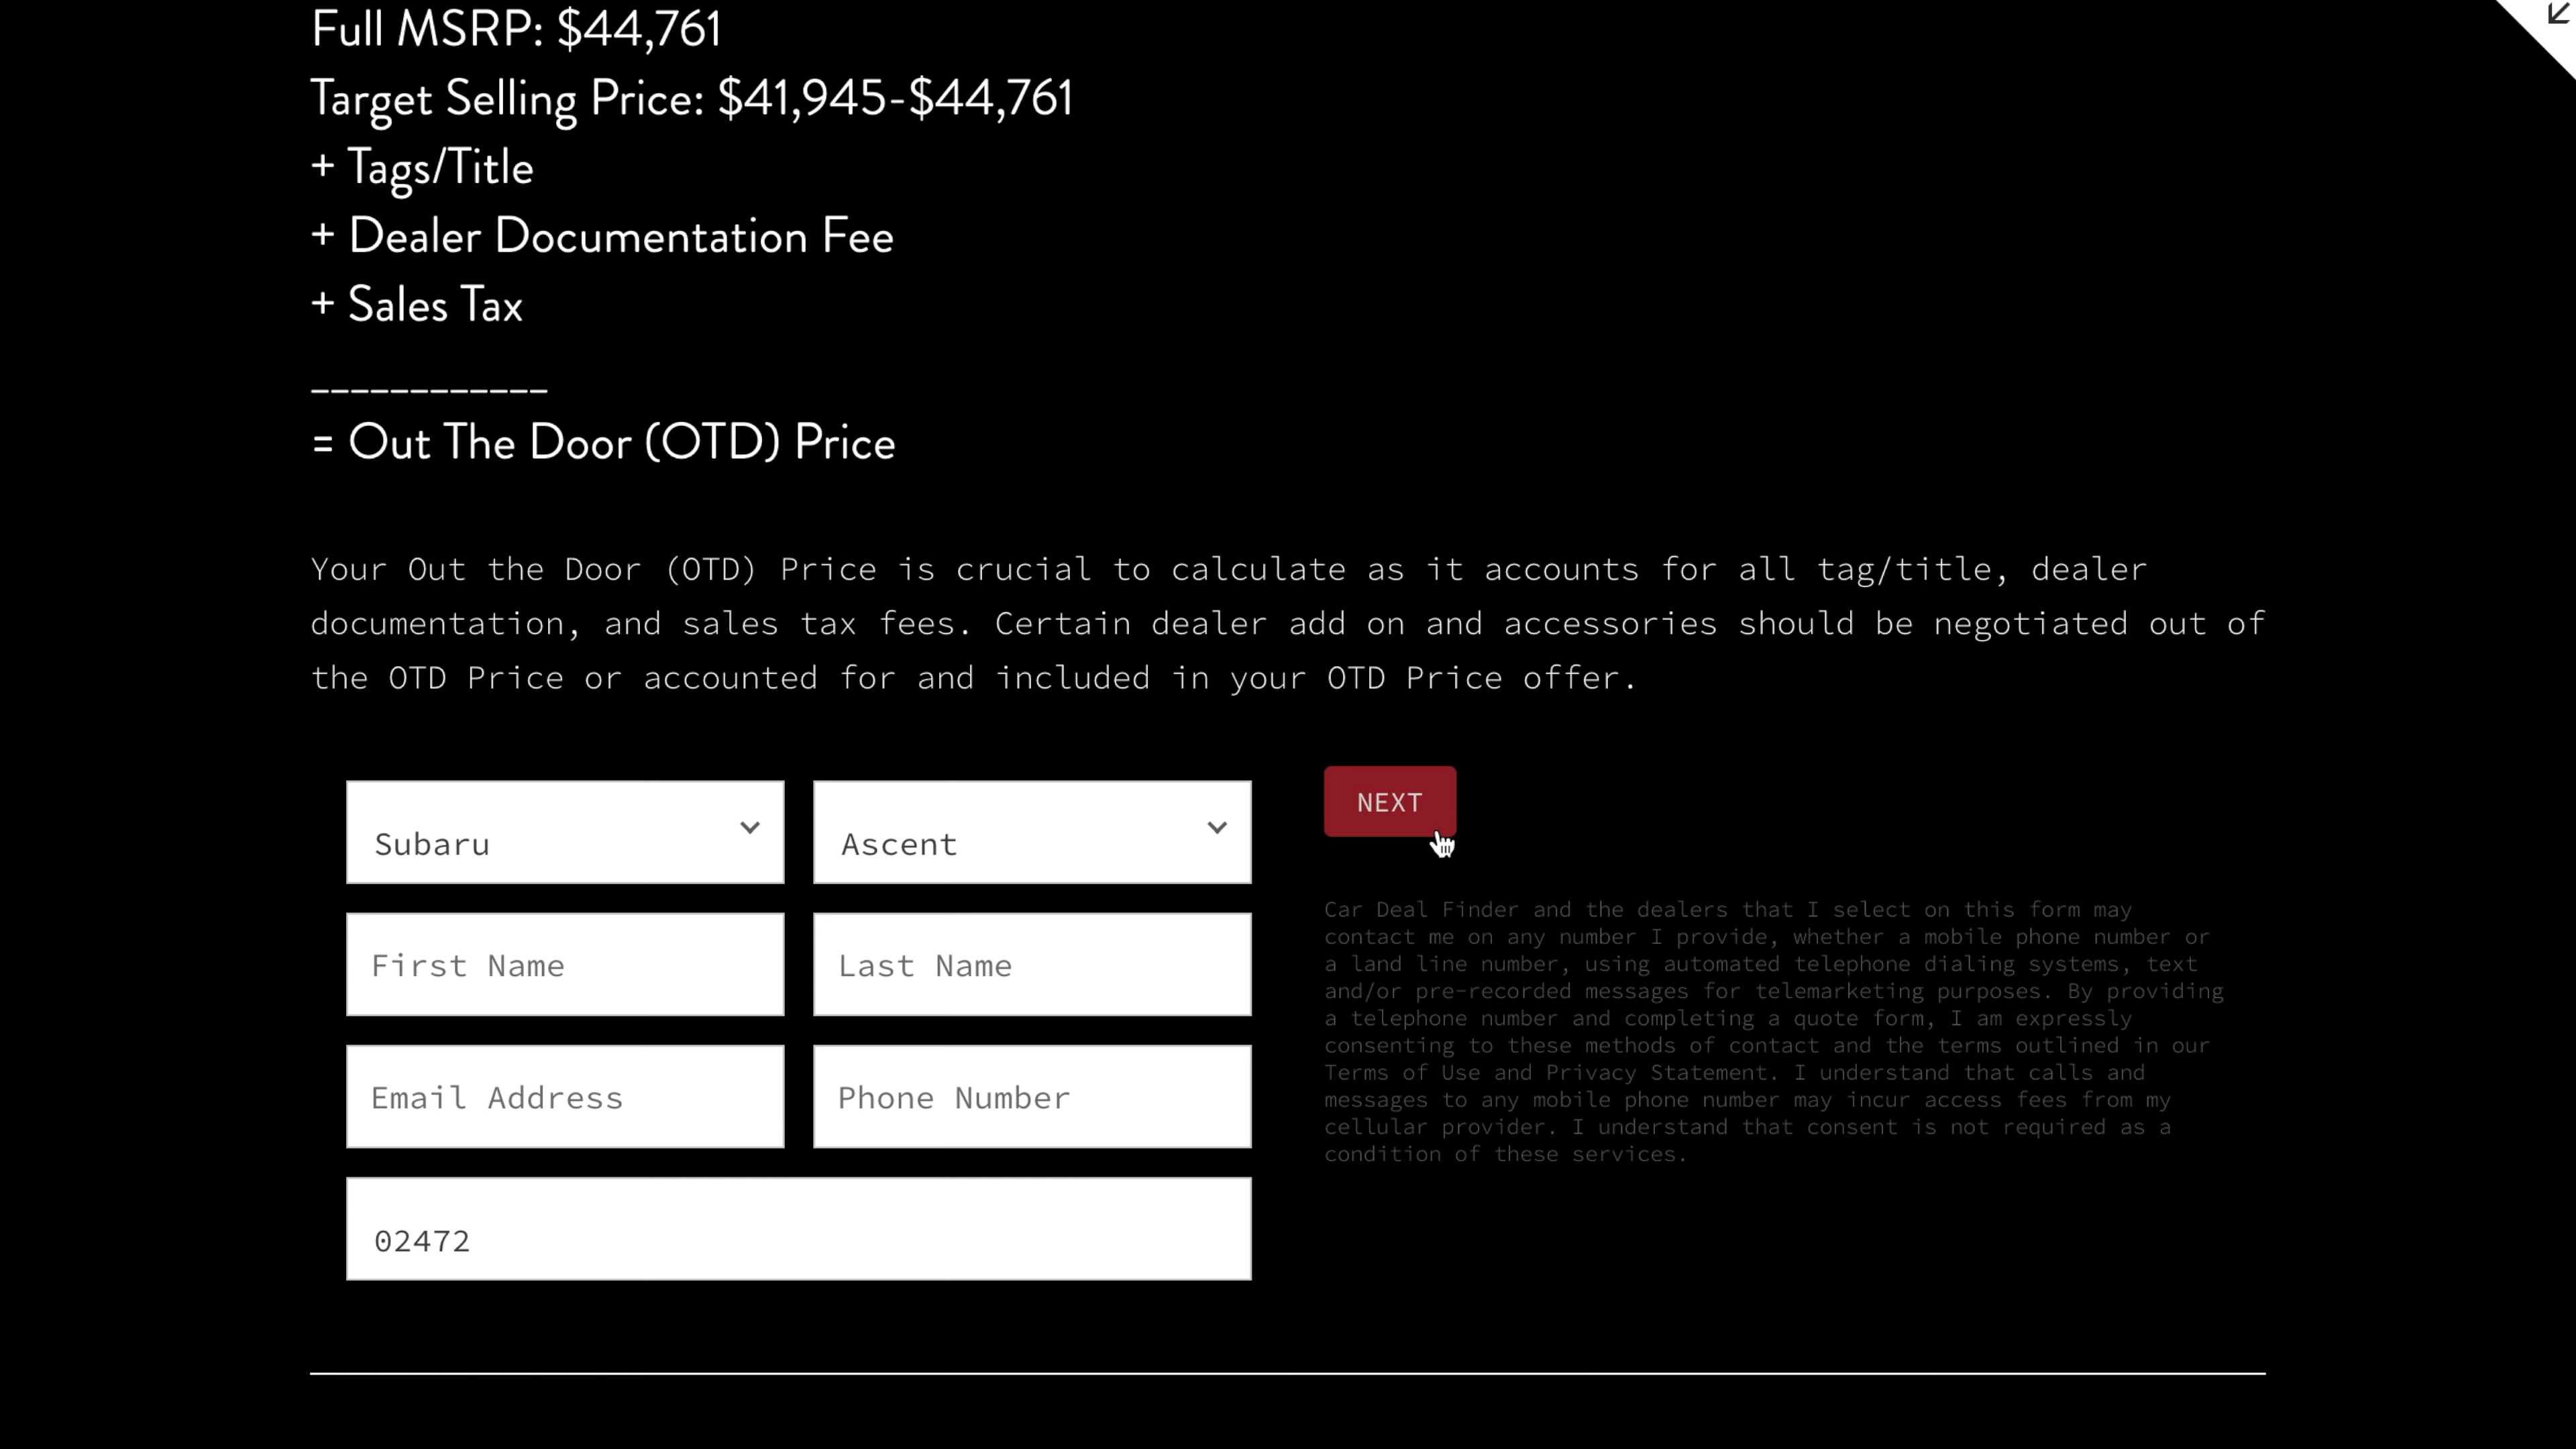 Full MSRP: $44,761
Target Selling Price: $41,945-$44,761
+ Tags/Title
+ Dealer Documentation Fee
+ Sales Tax
____________
= Out The Door (OTD) Price
Your Out the Door (OTD) Price is crucial to calculate as it accounts for all tag/title, dealer
documentation, and sales tax fees. Certain dealer add on and accessories should be negotiated out of
the OTD Price or accounted for and included in your OTD Price offer.
Subaru
Ascent
First Name
Last Name
Email Address
Phone Number
02472
NEXT
Car Deal Finder and the dealers that I select on this form may
contact me on any number I provide, whether a mobile phone number or
a land line number, using automated telephone dialing systems, text
and/or pre-recorded messages for telemarketing purposes. By providing
a telephone number and completing a quote form, I am expressly
consenting to these methods of contact and the terms outlined in our
Terms of Use and Privacy Statement. I understand that calls and
messages to any mobile phone number may incur access fees from my
cellular provider. I understand that consent is not required as a
condition of these services.